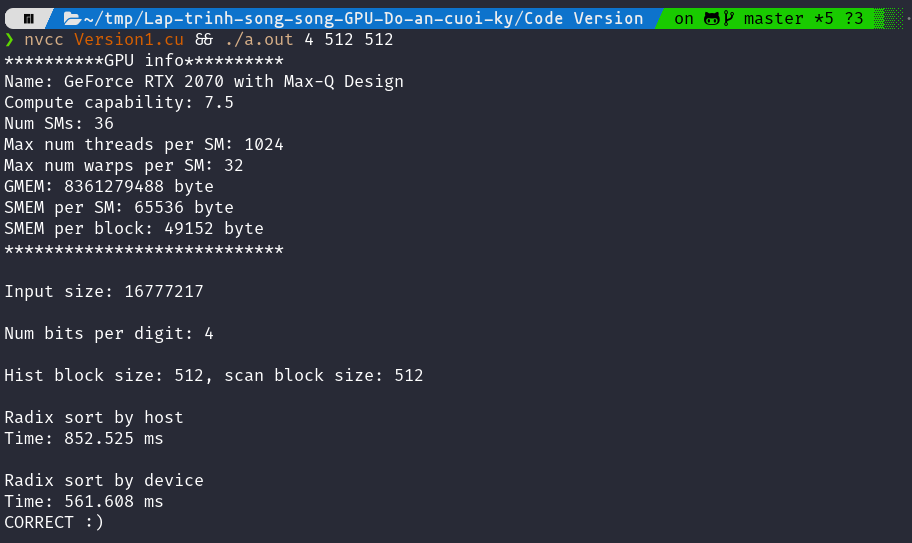 ~/tmp/Lap-trinh-song-song-GPU-Do-an-cuoi-ky/Code Version on master *5 ?3
❯ nvcc Version1.cu && ./a.out 4 512 512
**********GPU info**********
Name: GeForce RTX 2070 with Max-Q Design
Compute capability: 7.5
Num SMs: 36
Max num threads per SM: 1024
Max num warps per SM: 32
GMEM: 8361279488 byte
SMEM per SM: 65536 byte
SMEM per block: 49152 byte
****************************
Input size: 16777217
Num bits per digit: 4
Hist block size: 512, scan block size: 512
Radix sort by host
Time: 852.525 ms
Radix sort by device
Time: 561.608 ms
CORRECT :)